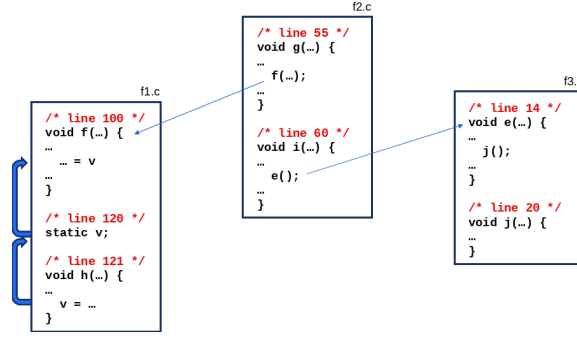 f1.c
/* line 100 */
void f(…) {
…
… = v
…
}
/* line 120 */
static v;
/* line 121 */
void h(…) {
…
v = …
}
f2.c
/* line 55 */
void g(…) {
…
f(…);
…
}
/* line 60 */
void i(…) {
…
e();
…
}
f3.
/* line 14 */
void e(…) {
…
j();
…
}
/* line 20 */
void j(…) {
…
}